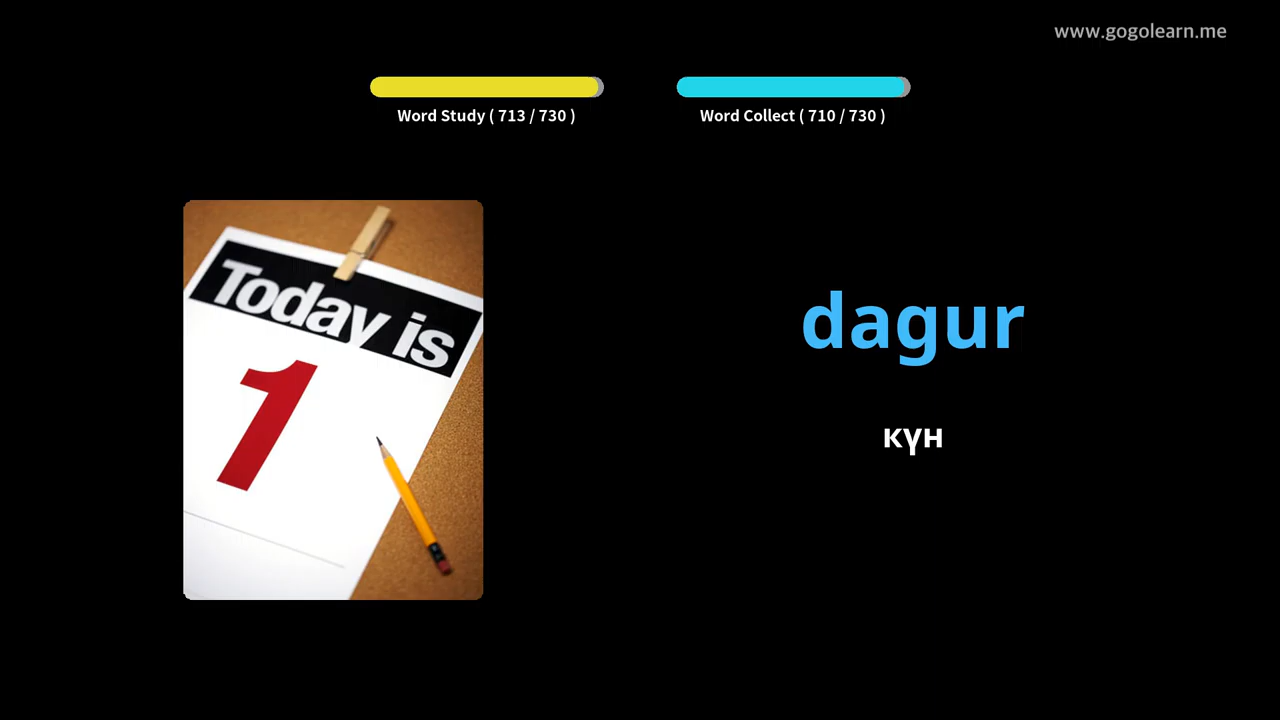 www.gogolearn.me
Word Study ( 713 / 730 )
Word Collect ( 710 / 730 )
Today is
1
dagur
күн